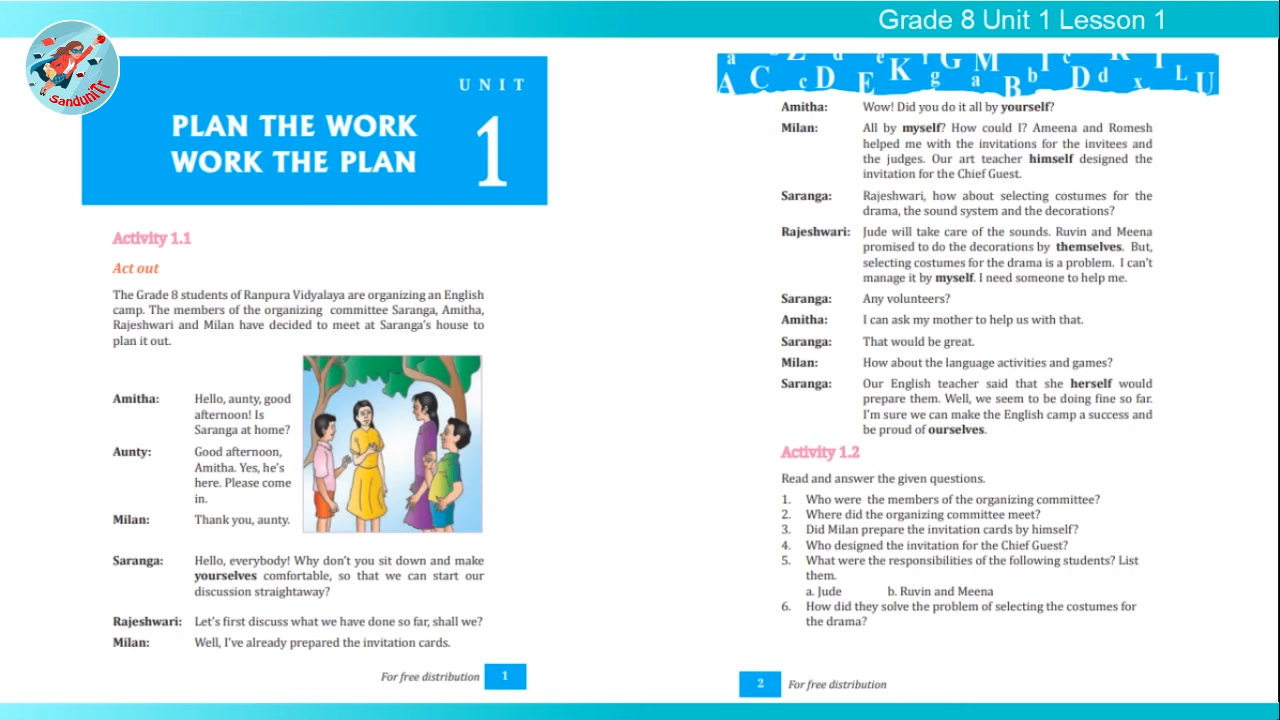 Grade 8 Unit 1 Lesson 1
SanduniTr
UNIT
1
PLAN THE WORK
WORK THE PLAN
Activity 1.1
Act out
The Grade 8 students of Ranpura Vidyalaya are organizing an English
camp. The members of the organizing committee Saranga, Amitha,
Rajeshwari and Milan have decided to meet at Saranga's house to
plan it out.
Amitha: Hello, aunty, good
afternoon! Is
Saranga at home?
Aunty: Good afternoon,
Amitha. Yes, he's
here. Please come
in.
Milan: Thank you, aunty.
Saranga: Hello, everybody! Why don't you sit down and make
yourselves comfortable, so that we can start our
discussion straightaway?
Rajeshwari: Let's first discuss what we have done so far, shall we?
Milan: Well, I've already prepared the invitation cards.
For free distribution 1
a d e f G M c
A C c D E K g a B b I D d x T L U
Amitha: Wow! Did you do it all by yourself?
Milan: All by myself? How could I? Ameena and Romesh
helped me with the invitations for the invitees and
the judges. Our art teacher himself designed the
invitation for the Chief Guest.
Saranga: Rajeshwari, how about selecting costumes for the
drama, the sound system and the decorations?
Rajeshwari: Jude will take care of the sounds. Ruvin and Meena
promised to do the decorations by themselves. But,
selecting costumes for the drama is a problem. I can't
manage it by myself. I need someone to help me.
Saranga: Any volunteers?
Amitha: I can ask my mother to help us with that.
Saranga: That would be great.
Milan: How about the language activities and games?
Saranga: Our English teacher said that she herself would
prepare them. Well, we seem to be doing fine so far.
I'm sure we can make the English camp a success and
be proud of ourselves.
Activity 1.2
Read and answer the given questions.
1. Who were the members of the organizing committee?
2. Where did the organizing committee meet?
3. Did Milan prepare the invitation cards by himself?
4. Who designed the invitation for the Chief Guest?
5. What were the responsibilities of the following students? List
them.
a. Jude b. Ruvin and Meena
6. How did they solve the problem of selecting the costumes for
the drama?
2 For free distribution